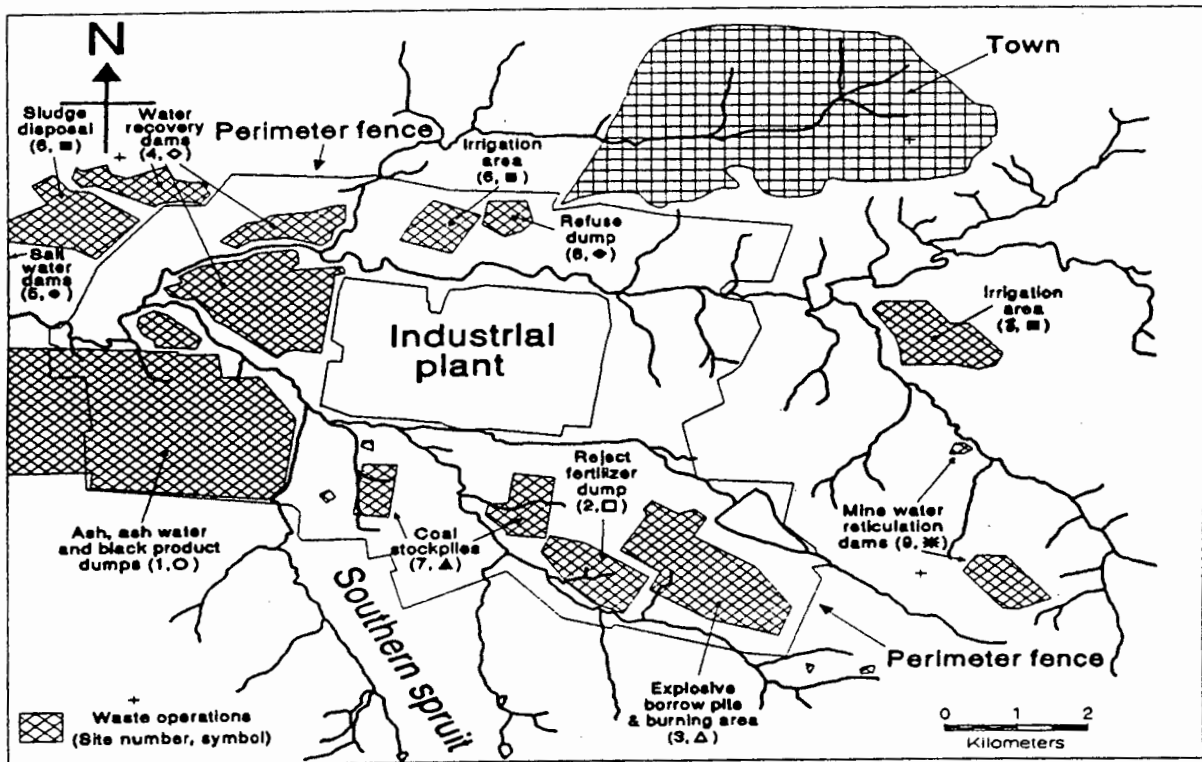 N
Town
Sludge
disposal
(6, ■)
Water
recovery
dams
(4, ◇)
Perimeter fence
Irrigation
area
(6, ■)
Refuse
dump
(6, ◆)
Salt
water
dams
(5, ◆)
Industrial
plant
Irrigation
area
Reject
fertilizer
dump
(2, □)
Mine water
reticulation
dams (9, ⋇)
Ash, ash water
and black product
dumps (1, O)
Coal
stockpiles
(7, ▲)
Southern spruit
Perimeter fence
Explosive
borrow pile
& burning area
(3, △)
Waste operations
(Site number, symbol)
0 1 2
Kilometers